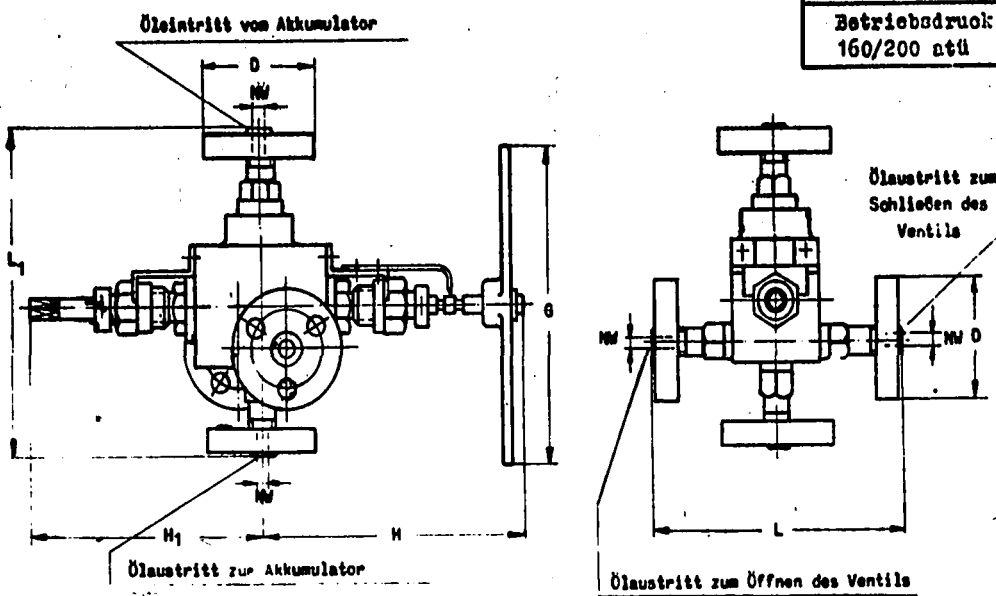 Öleintritt vom Akkumulator
Betriebsdruck
160/200 atü
D
NW
L1
G
Ölaustritt zum
Schließen des
Ventils
NW
NW
D
NW
H1
H
L
Ölaustritt zur Akkumulator
Ölaustritt zum Öffnen des Ventils